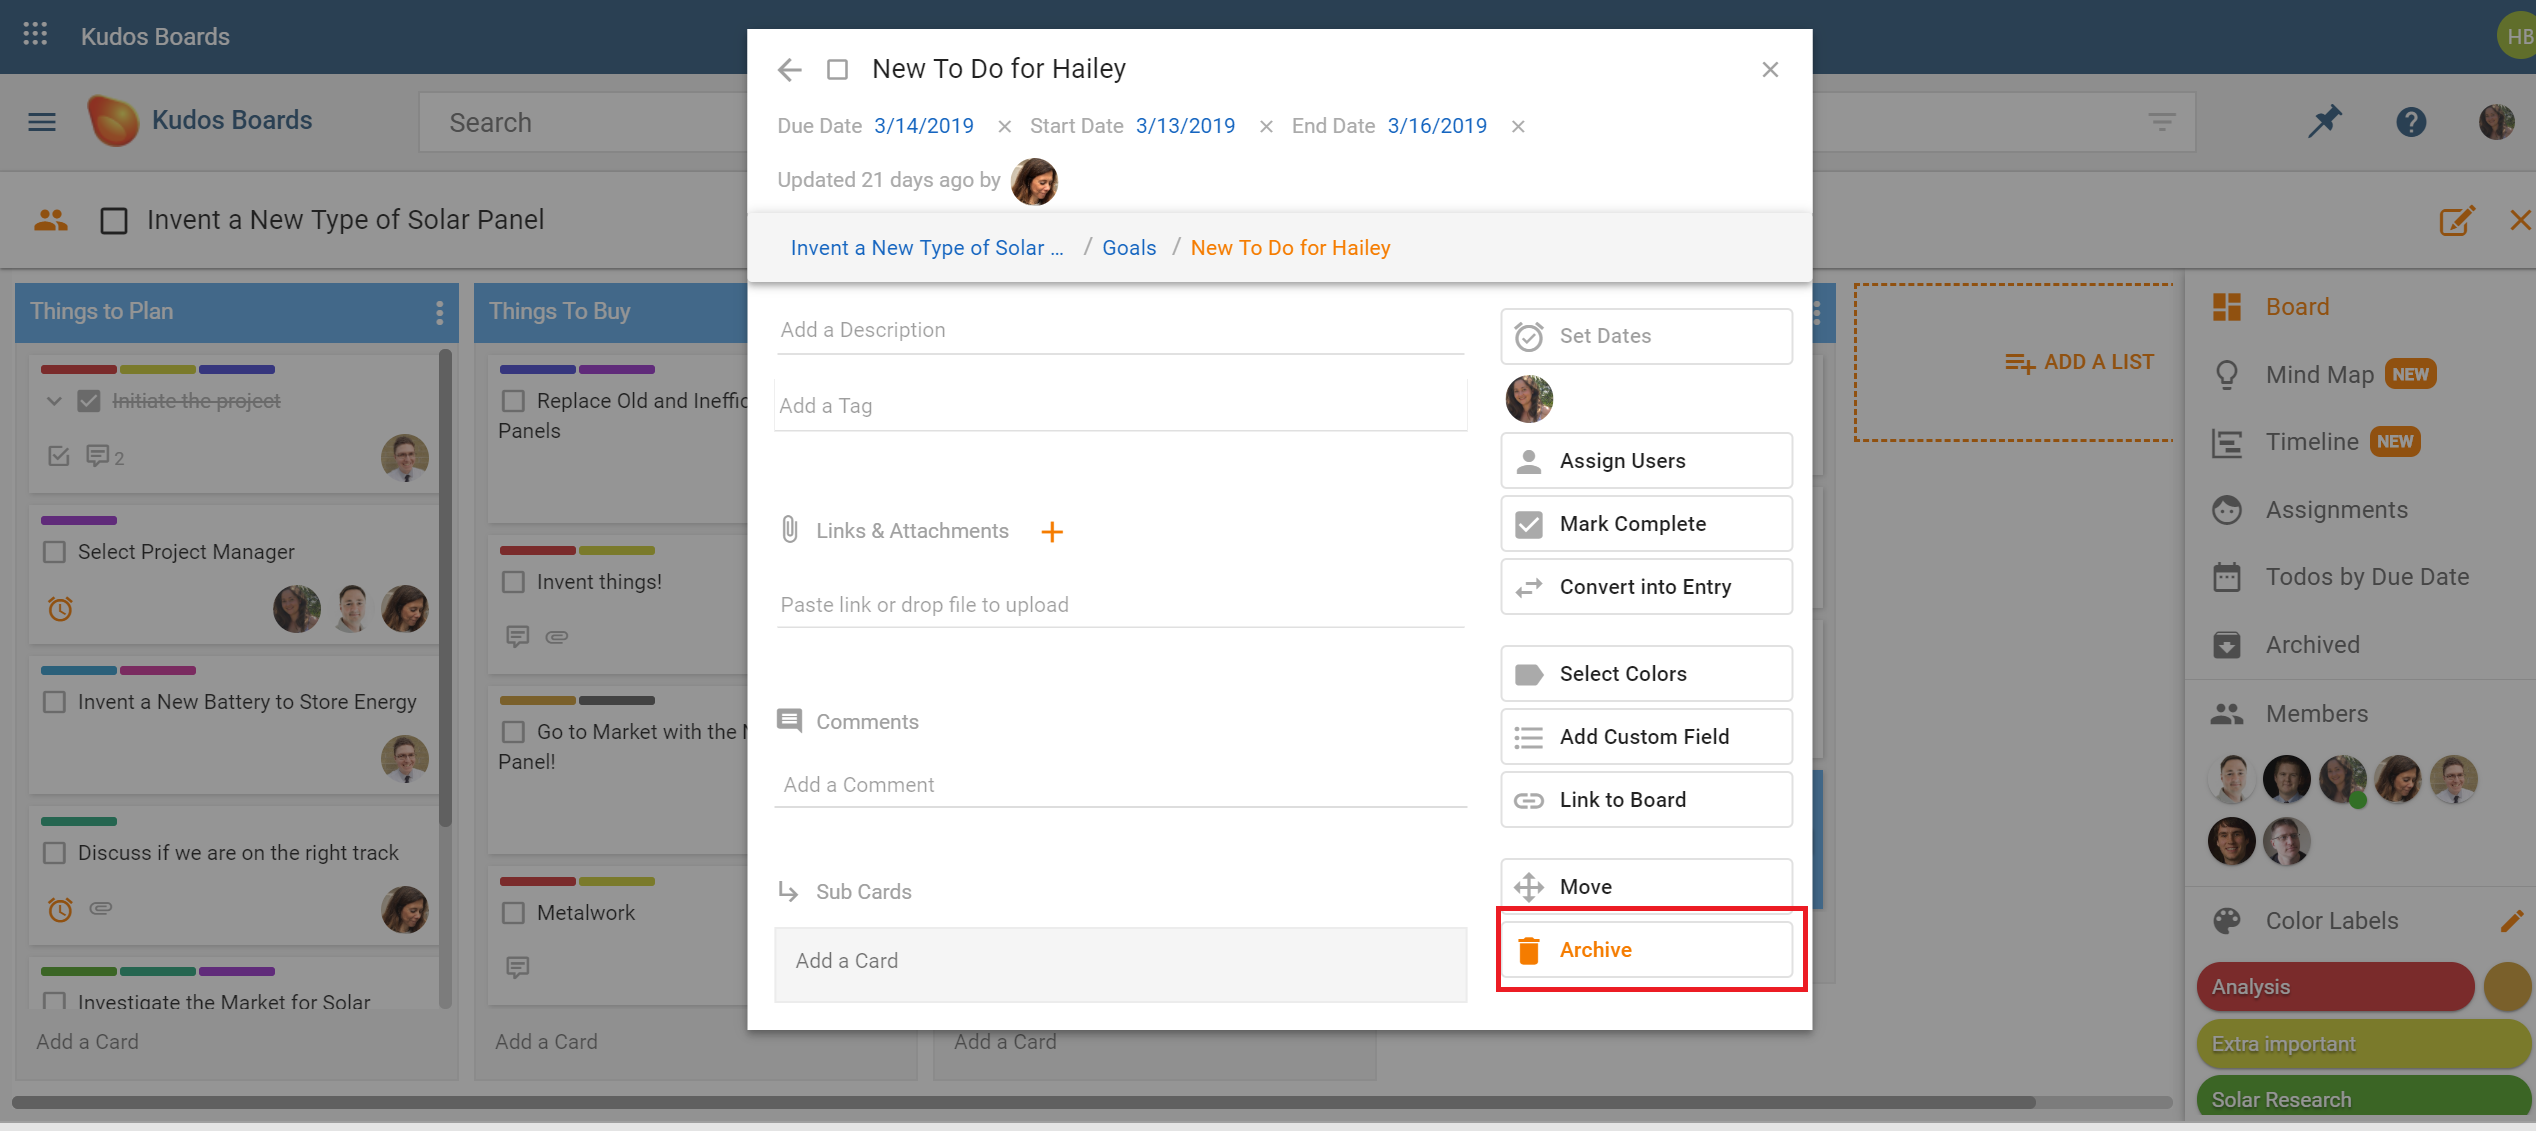 Kudos Boards
HB
Kudos Boards
Search
Invent a New Type of Solar Panel
New To Do for Hailey
Due Date 3/14/2019 Start Date 3/13/2019 End Date 3/16/2019
Updated 21 days ago by
Invent a New Type of Solar ... / Goals / New To Do for Hailey
Add a Description
Add a Tag
Links & Attachments
Paste link or drop file to upload
Comments
Add a Comment
Sub Cards
Add a Card
Set Dates
Assign Users
Mark Complete
Convert into Entry
Select Colors
Add Custom Field
Link to Board
Move
Archive
Things to Plan
Initiate the project
2
Select Project Manager
Invent a New Battery to Store Energy
Discuss if we are on the right track
Investigate the Market for Solar
Add a Card
Things To Buy
Replace Old and Ineffic
Panels
Invent things!
Go to Market with the
Panel!
Metalwork
Add a Card
Add a Card
ADD A LIST
Board
Mind Map NEW
Timeline NEW
Assignments
Todos by Due Date
Archived
Members
Color Labels
Analysis
Extra important
Solar Research